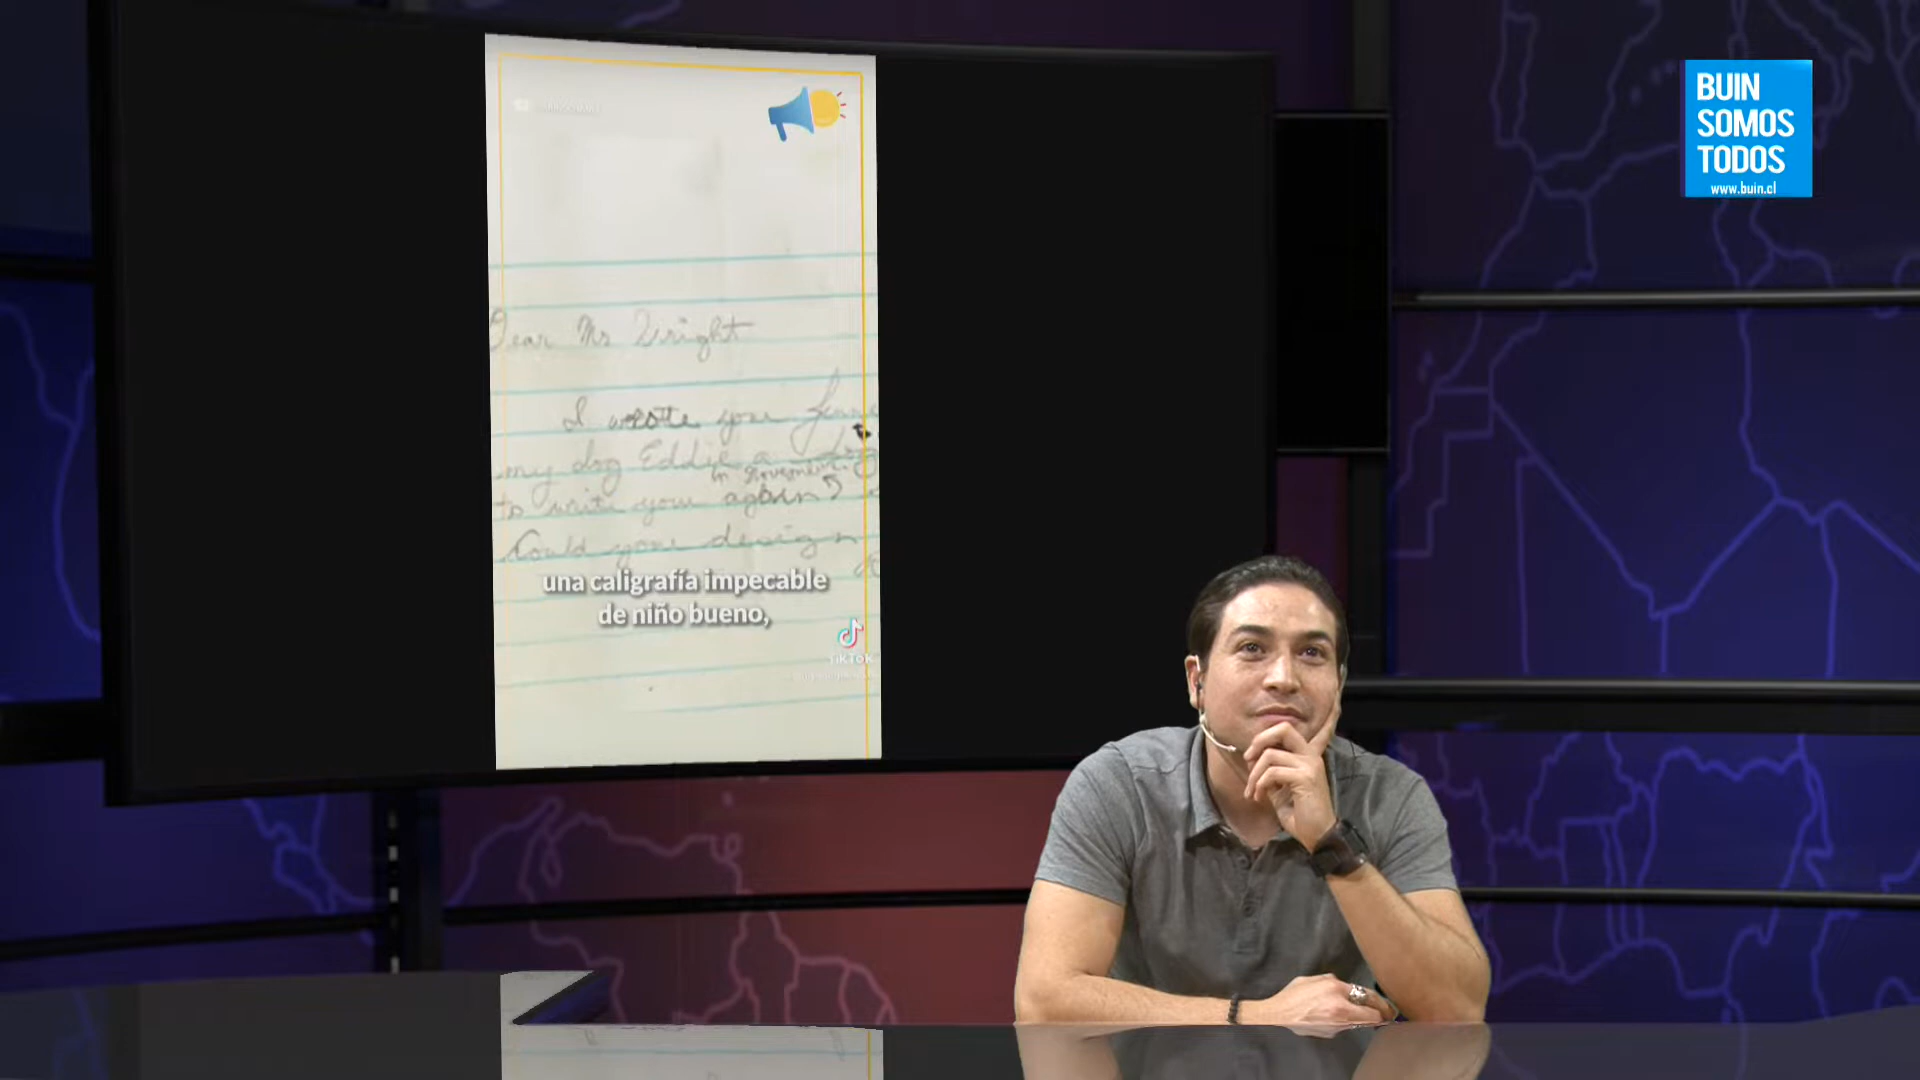 BUIN
SOMOS
TODOS
www.buin.cl
Dear Mr Wright
I wrote you
my dog Eddie a
in November
to write you again
Could you design
una caligrafía impecable
de niño bueno,
TikTok